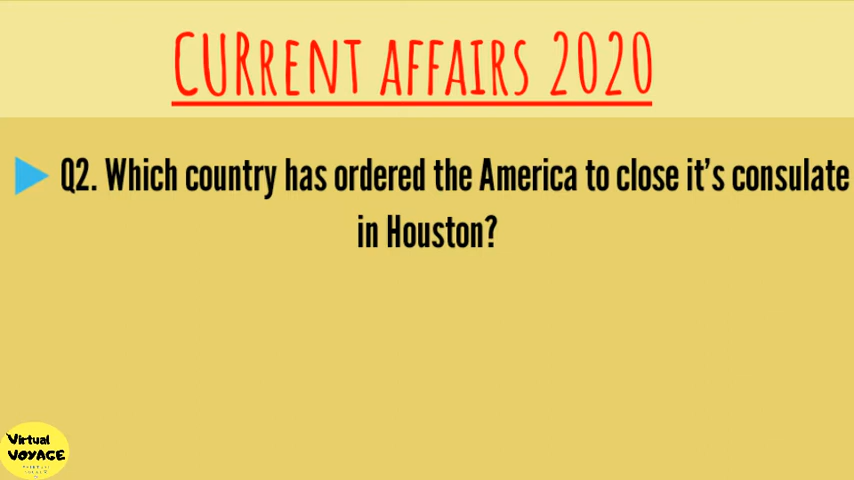 CURRENT AFFAIRS 2020
Q2. Which country has ordered the America to close it's consulate
in Houston?
Virtual
VOYAGE